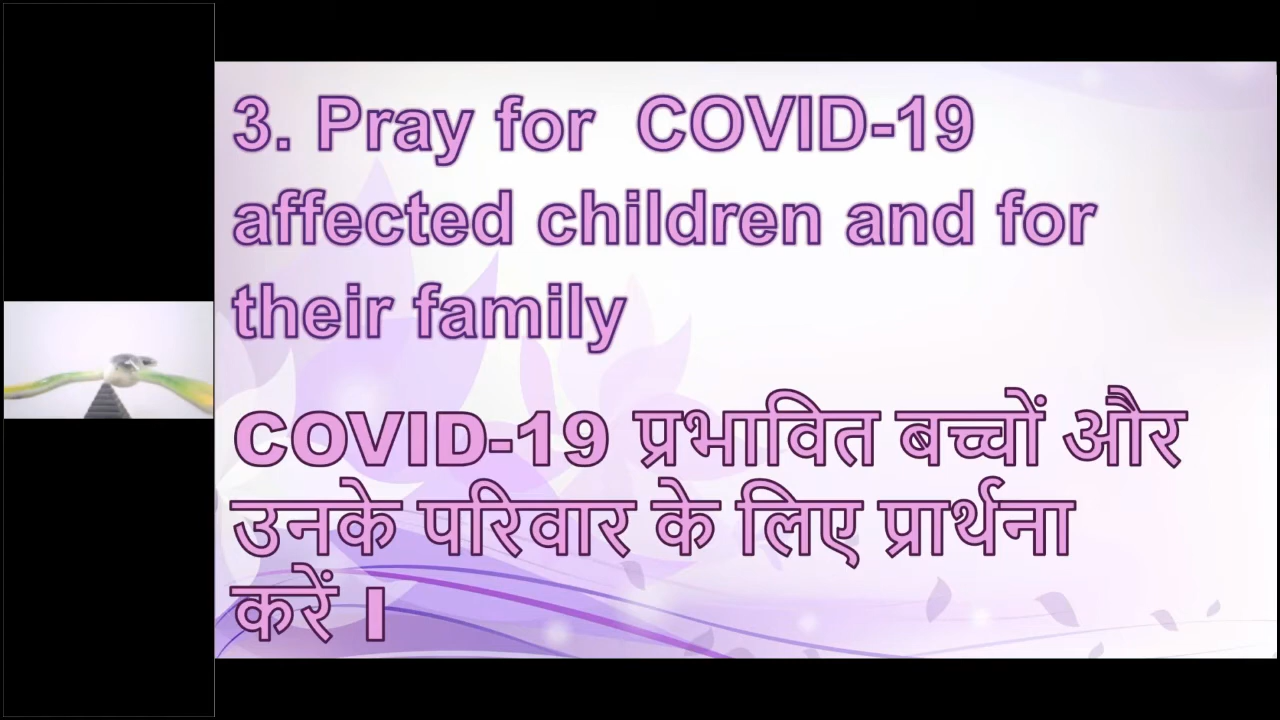 3. Pray for  COVID-19
affected children and for
their family
COVID-19 प्रभावित बच्चों और
उनके परिवार के लिए प्रार्थना
करें I